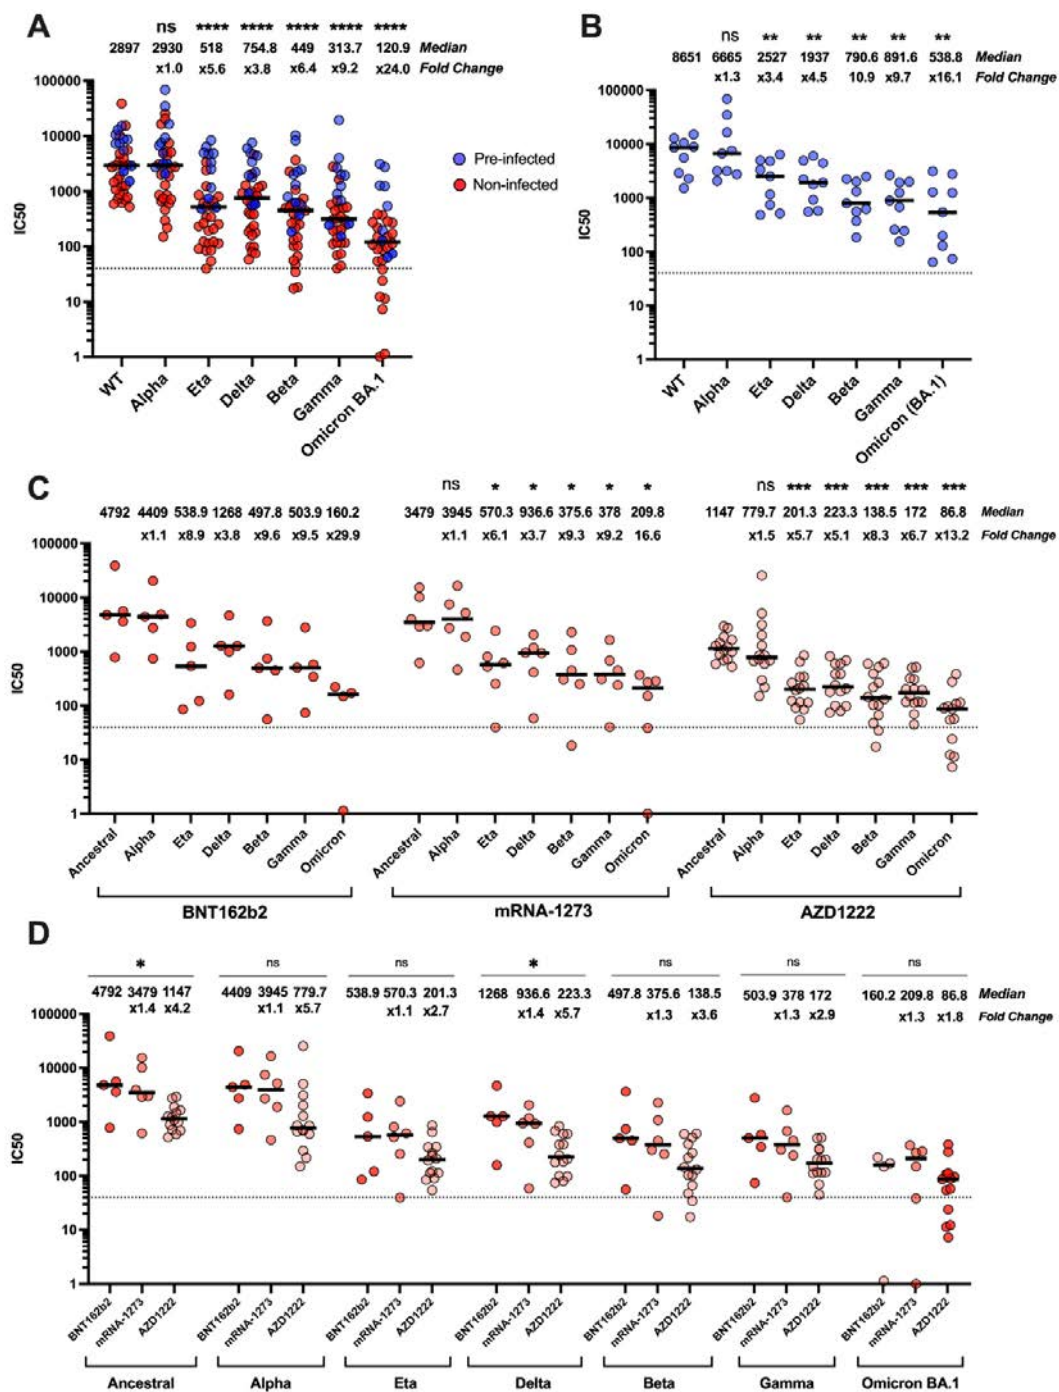 A
ns **** **** **** **** ****
2897 2930 518 754.8 449 313.7 120.9 Median
x1.0 x5.6 x3.8 x6.4 x9.2 x24.0 Fold Change
100000
10000
1000
100
10
1
IC50
WT Alpha Eta Delta Beta Gamma Omicron BA.1
Pre-infected
Non-infected
B
ns ** ** ** ** **
8651 6665 2527 1937 790.6 891.6 538.8 Median
x1.3 x3.4 x4.5 10.9 x9.7 x16.1 Fold Change
100000
10000
1000
100
10
1
IC50
WT Alpha Eta Delta Beta Gamma Omicron (BA.1)
C
ns * * * * * ns *** *** *** *** ***
4792 4409 538.9 1268 497.8 503.9 160.2 3479 3945 570.3 936.6 375.6 378 209.8 1147 779.7 201.3 223.3 138.5 172 86.8 Median
x1.1 x8.9 x3.8 x9.6 x9.5 x29.9 x1.1 x6.1 x3.7 x9.3 x9.2 16.6 x1.5 x5.7 x5.1 x8.3 x6.7 x13.2 Fold Change
100000
10000
1000
100
10
1
IC50
Ancestral Alpha Eta Delta Beta Gamma Omicron Ancestral Alpha Eta Delta Beta Gamma Omicron Ancestral Alpha Eta Delta Beta Gamma Omicron
BNT162b2 mRNA-1273 AZD1222
D
* ns ns * ns ns ns
4792 3479 1147 4409 3945 779.7 538.9 570.3 201.3 1268 936.6 223.3 497.8 375.6 138.5 503.9 378 172 160.2 209.8 86.8 Median
x1.4 x4.2 x1.1 x5.7 x1.1 x2.7 x1.4 x5.7 x1.3 x3.6 x1.3 x2.9 x1.3 x1.8 Fold Change
100000
10000
1000
100
10
1
IC50
BNT162b2 mRNA-1273 AZD1222 BNT162b2 mRNA-1273 AZD1222 BNT162b2 mRNA-1273 AZD1222 BNT162b2 mRNA-1273 AZD1222 BNT162b2 mRNA-1273 AZD1222 BNT162b2 mRNA-1273 AZD1222 BNT162b2 mRNA-1273 AZD1222
Ancestral Alpha Eta Delta Beta Gamma Omicron BA.1